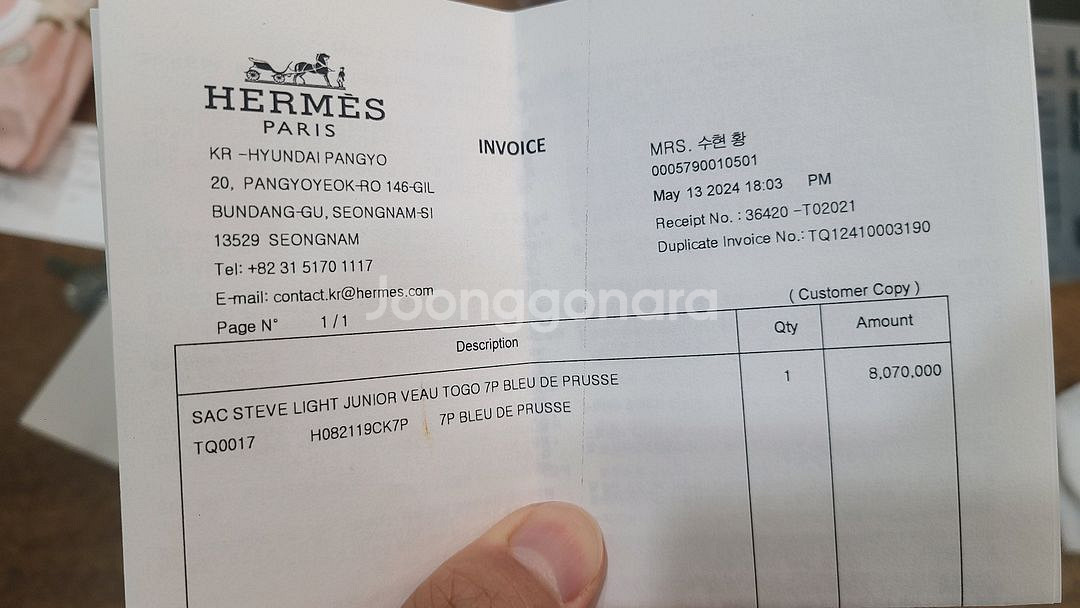 HERMÈS
PARIS
KR -HYUNDAI PANGYO
20, PANGYOYEOK-RO 146-GIL
BUNDANG-GU, SEONGNAM-SI
13529 SEONGNAM
Tel: +82 31 5170 1117
E-mail: contact.kr@hermes.com
Page N° 1 / 1
INVOICE
MRS. 수현 황
0005790010501
May 13 2024 18:03 PM
Receipt No. : 36420 -T02021
Duplicate Invoice No.: TQ12410003190
( Customer Copy )
Joonggonara
Description Qty Amount
SAC STEVE LIGHT JUNIOR VEAU TOGO 7P BLEU DE PRUSSE 1 8,070,000
TQ0017 H082119CK7P 7P BLEU DE PRUSSE